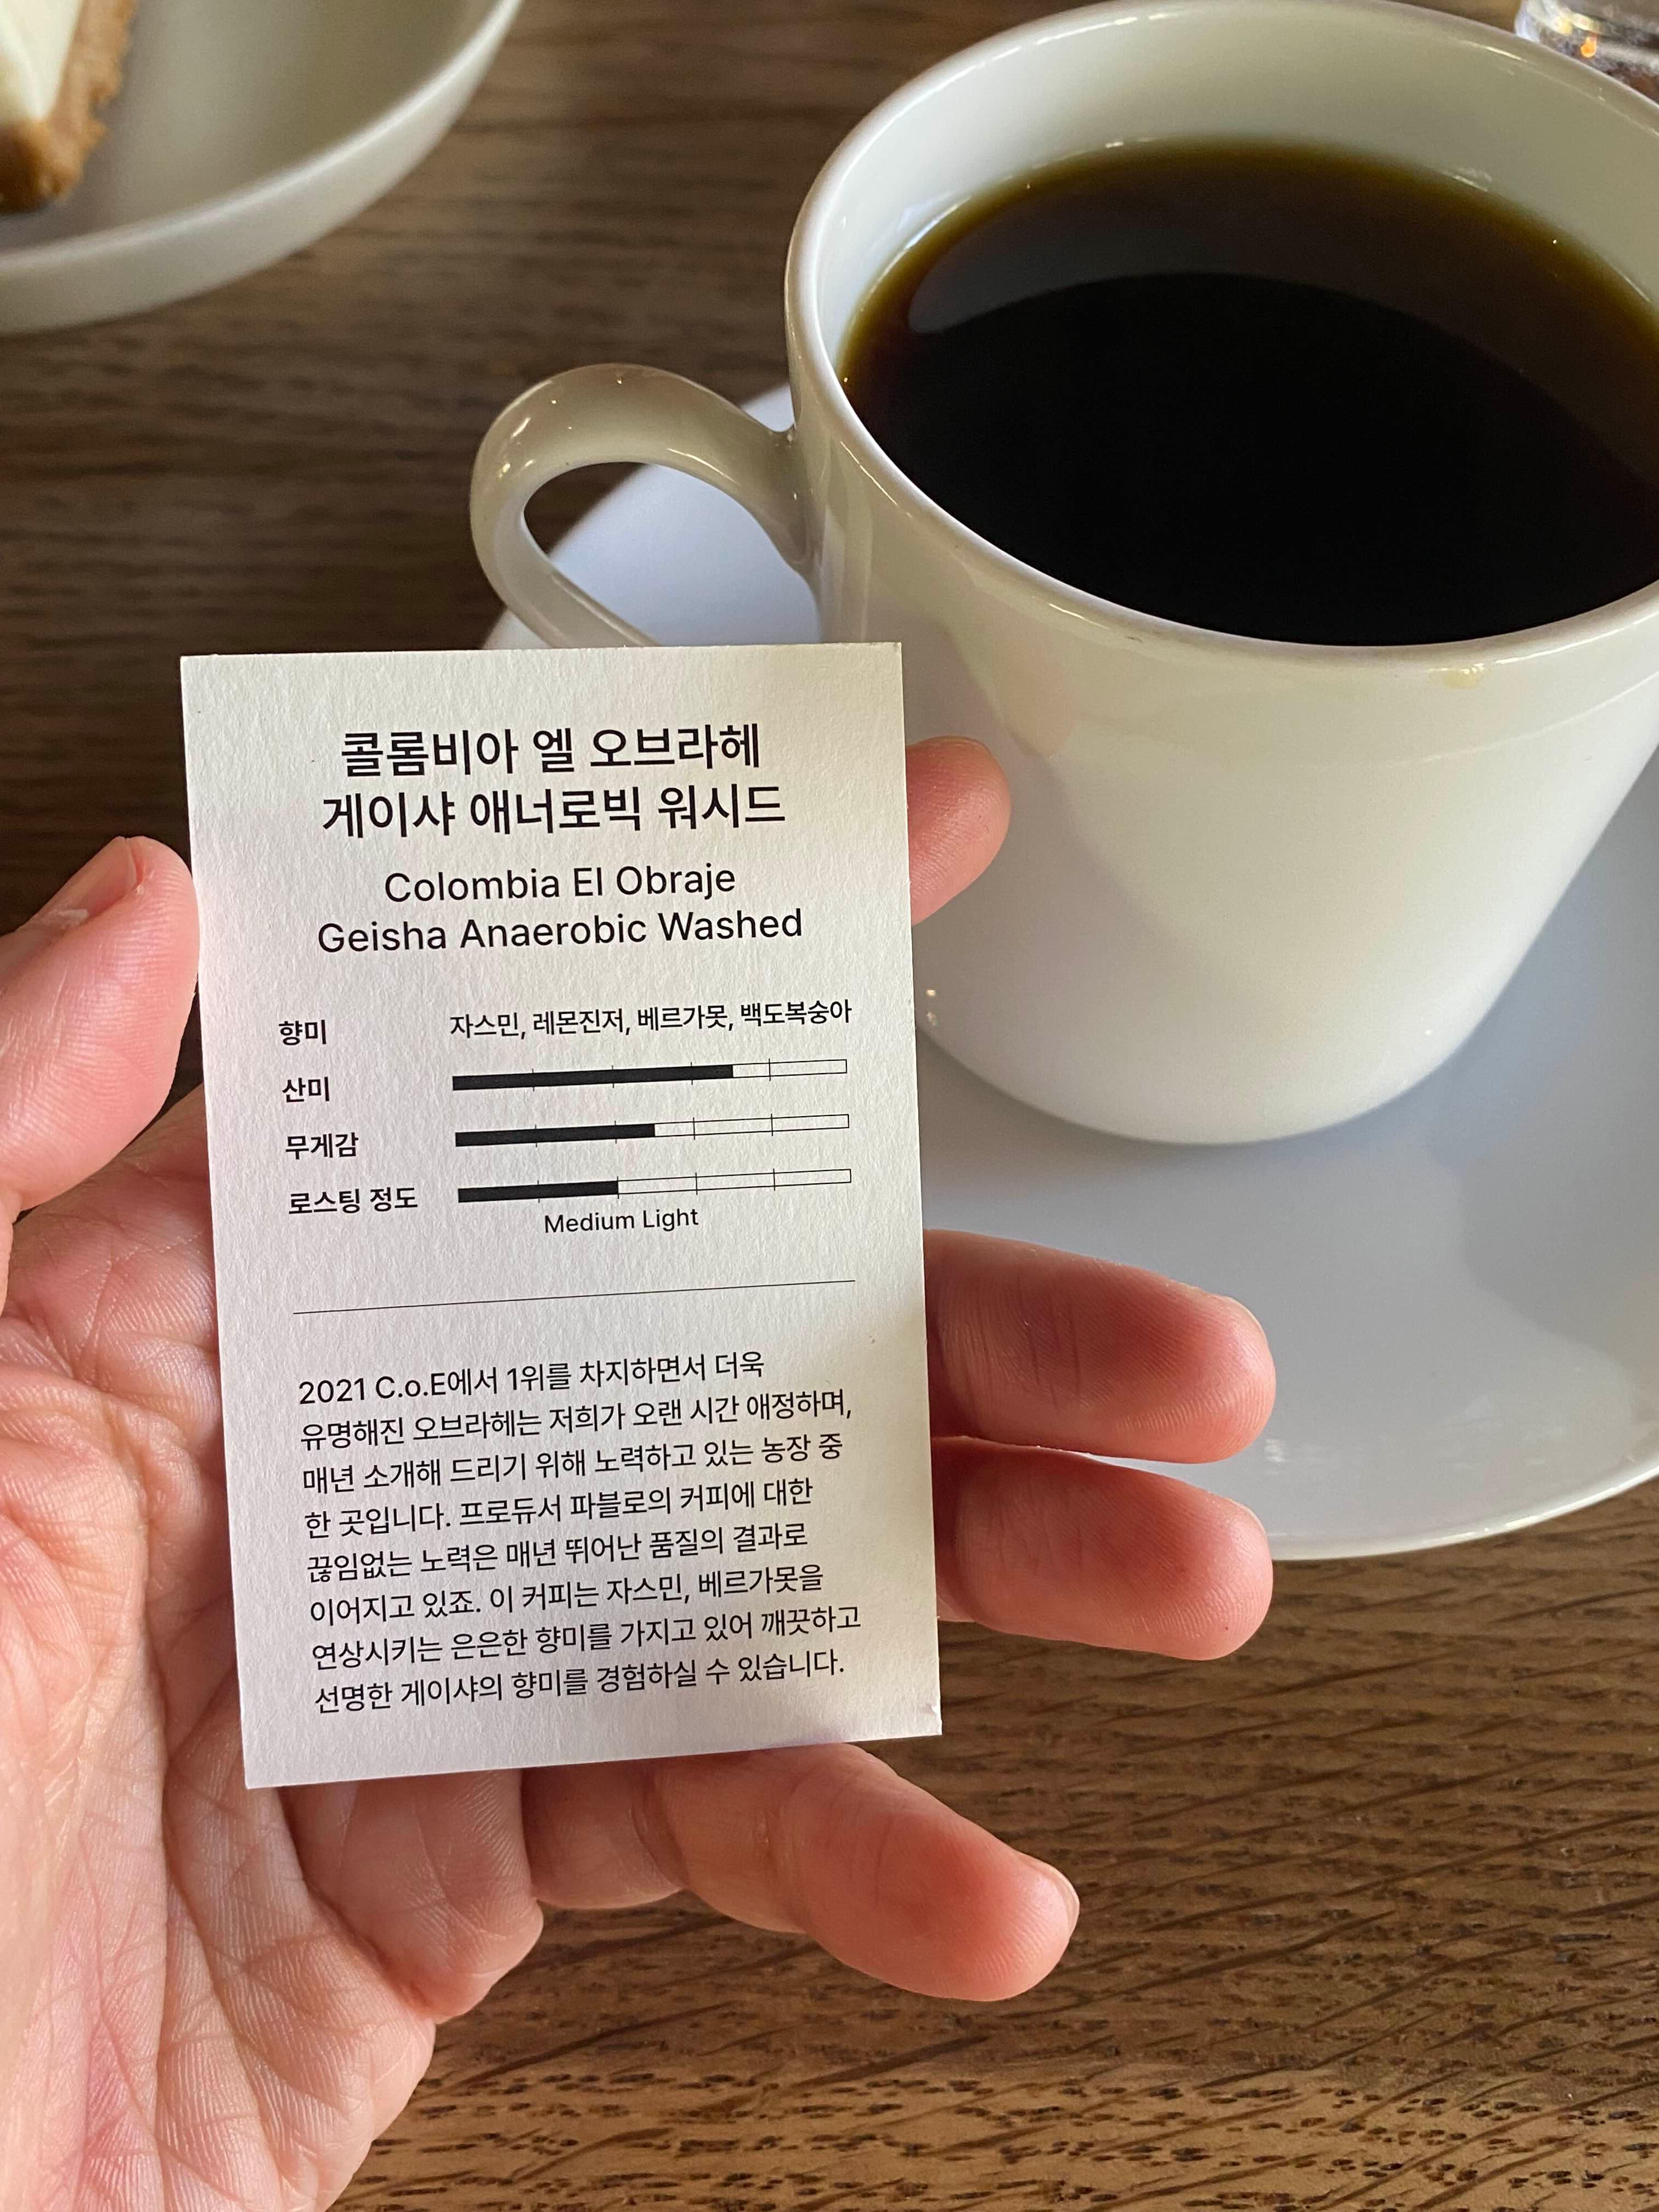 콜롬비아 엘 오브라헤
게이샤 애너로빅 워시드
Colombia El Obraje
Geisha Anaerobic Washed
향미 자스민, 레몬진저, 베르가못, 백도복숭아
산미
무게감
로스팅 정도
Medium Light
2021 C.o.E에서 1위를 차지하면서 더욱
유명해진 오브라헤는 저희가 오랜 시간 애정하며,
매년 소개해 드리기 위해 노력하고 있는 농장 중
한 곳입니다. 프로듀서 파블로의 커피에 대한
끊임없는 노력은 매년 뛰어난 품질의 결과로
이어지고 있죠. 이 커피는 자스민, 베르가못을
연상시키는 은은한 향미를 가지고 있어 깨끗하고
선명한 게이샤의 향미를 경험하실 수 있습니다.